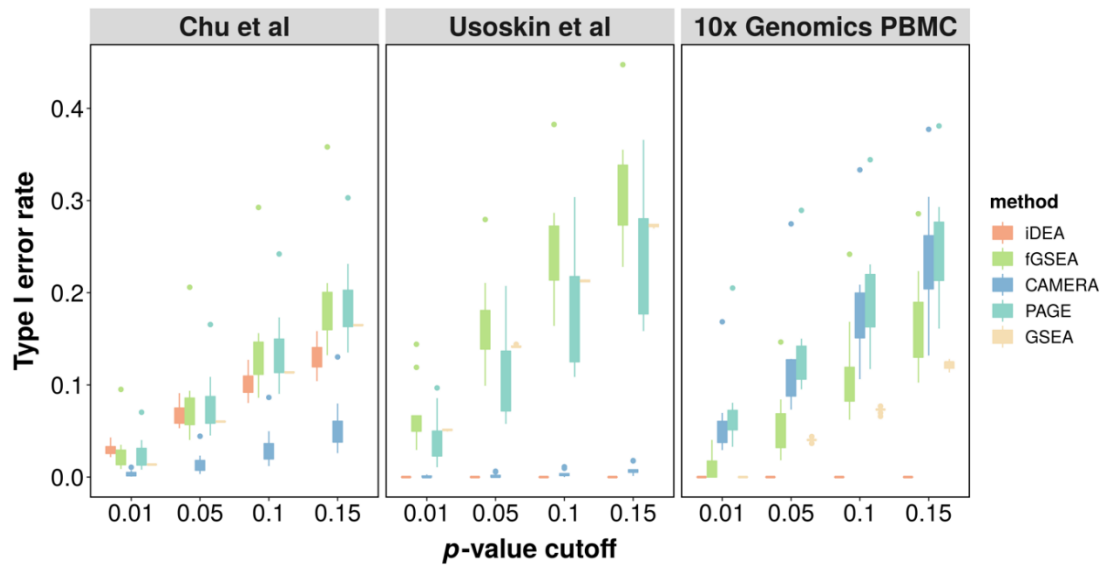 Chu et al
Usoskin et al
10x Genomics PBMC
Type I error rate
0.4
0.3
0.2
0.1
0.0
0.01 0.05 0.1 0.15
0.01 0.05 0.1 0.15
0.01 0.05 0.1 0.15
p-value cutoff
method
iDEA
fGSEA
CAMERA
PAGE
GSEA